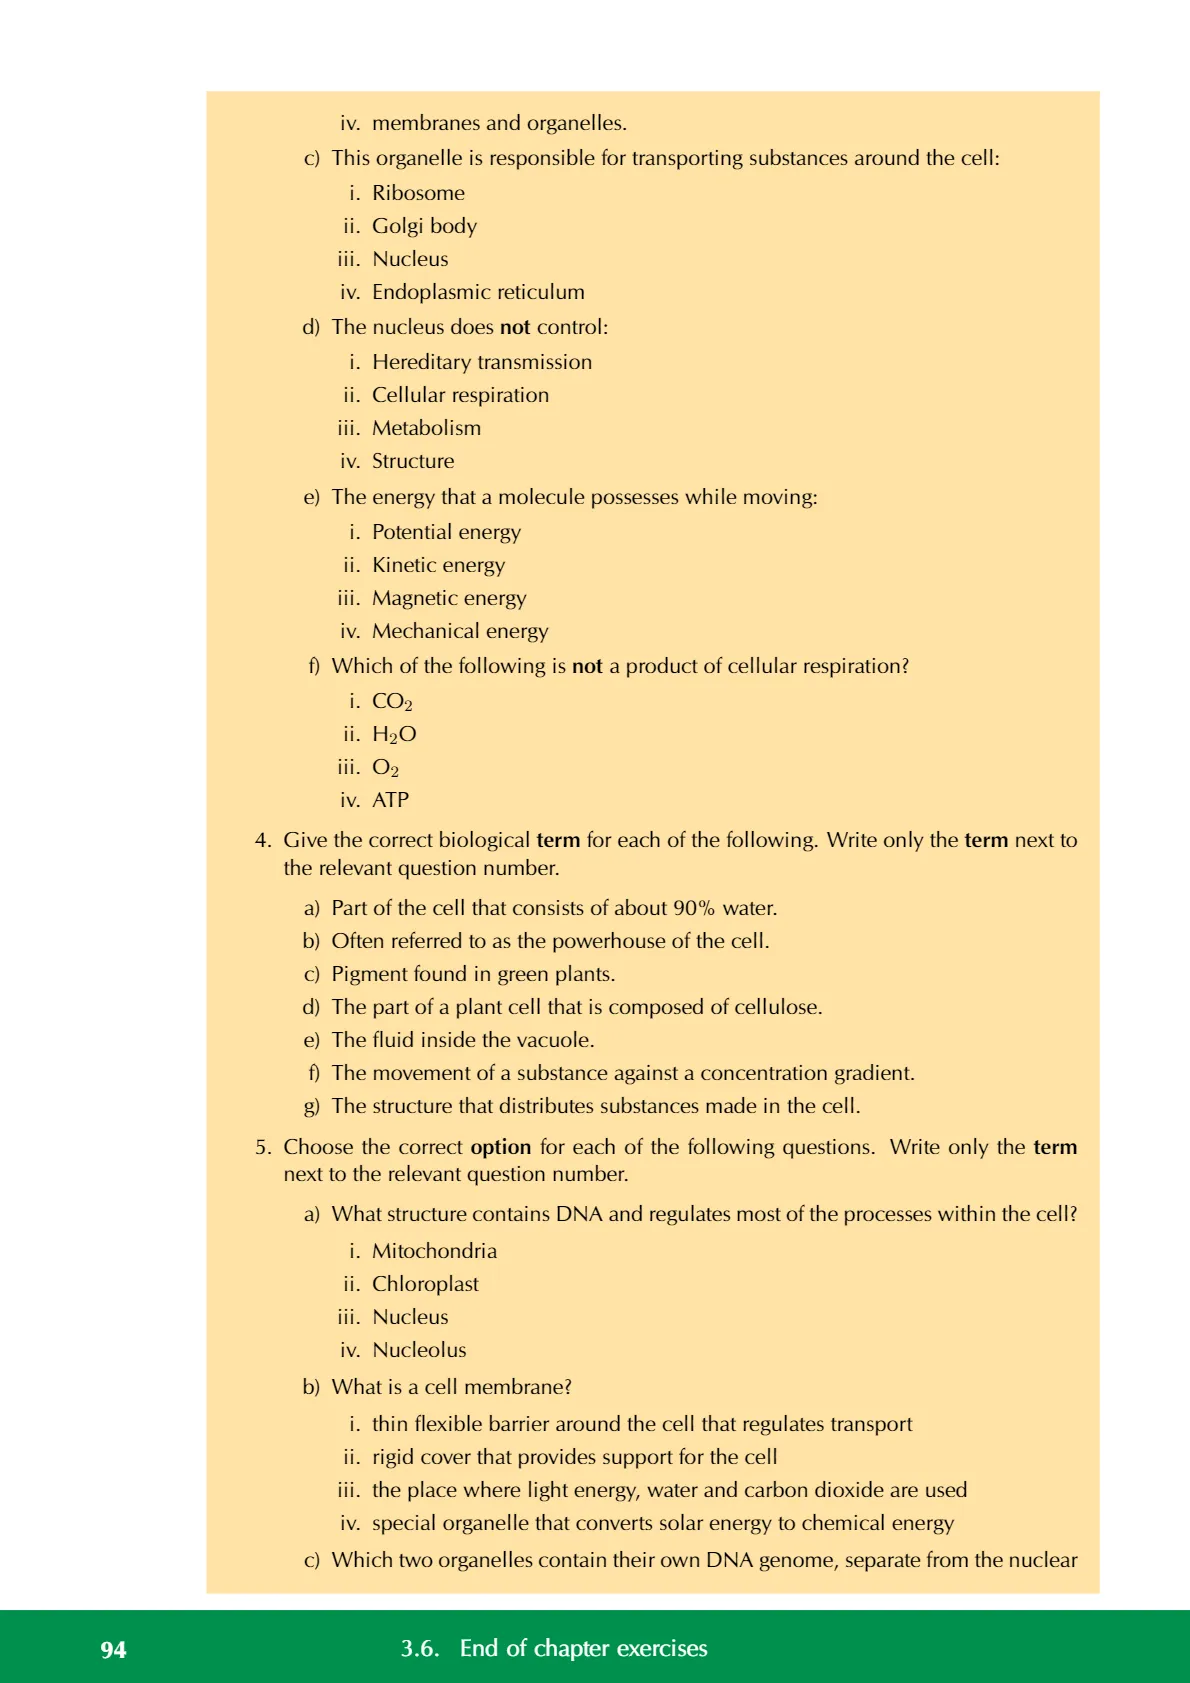 iv. membranes and organelles.
c) This organelle is responsible for transporting substances around the cell:
i. Ribosome
ii. Golgi body
iii. Nucleus
iv. Endoplasmic reticulum
d) The nucleus does not control:
i. Hereditary transmission
ii. Cellular respiration
iii. Metabolism
iv. Structure
e) The energy that a molecule possesses while moving:
i. Potential energy
ii. Kinetic energy
iii. Magnetic energy
iv. Mechanical energy
f) Which of the following is not a product of cellular respiration?
i. CO₂
ii. H₂O
iii. O₂
iv. ATP
4. Give the correct biological term for each of the following. Write only the term next to
the relevant question number.
a) Part of the cell that consists of about 90% water.
b) Often referred to as the powerhouse of the cell.
c) Pigment found in green plants.
d) The part of a plant cell that is composed of cellulose.
e) The fluid inside the vacuole.
f) The movement of a substance against a concentration gradient.
g) The structure that distributes substances made in the cell.
5. Choose the correct option for each of the following questions. Write only the term
next to the relevant question number.
a) What structure contains DNA and regulates most of the processes within the cell?
i. Mitochondria
ii. Chloroplast
iii. Nucleus
iv. Nucleolus
b) What is a cell membrane?
i. thin flexible barrier around the cell that regulates transport
ii. rigid cover that provides support for the cell
iii. the place where light energy, water and carbon dioxide are used
iv. special organelle that converts solar energy to chemical energy
c) Which two organelles contain their own DNA genome, separate from the nuclear
94 3.6. End of chapter exercises